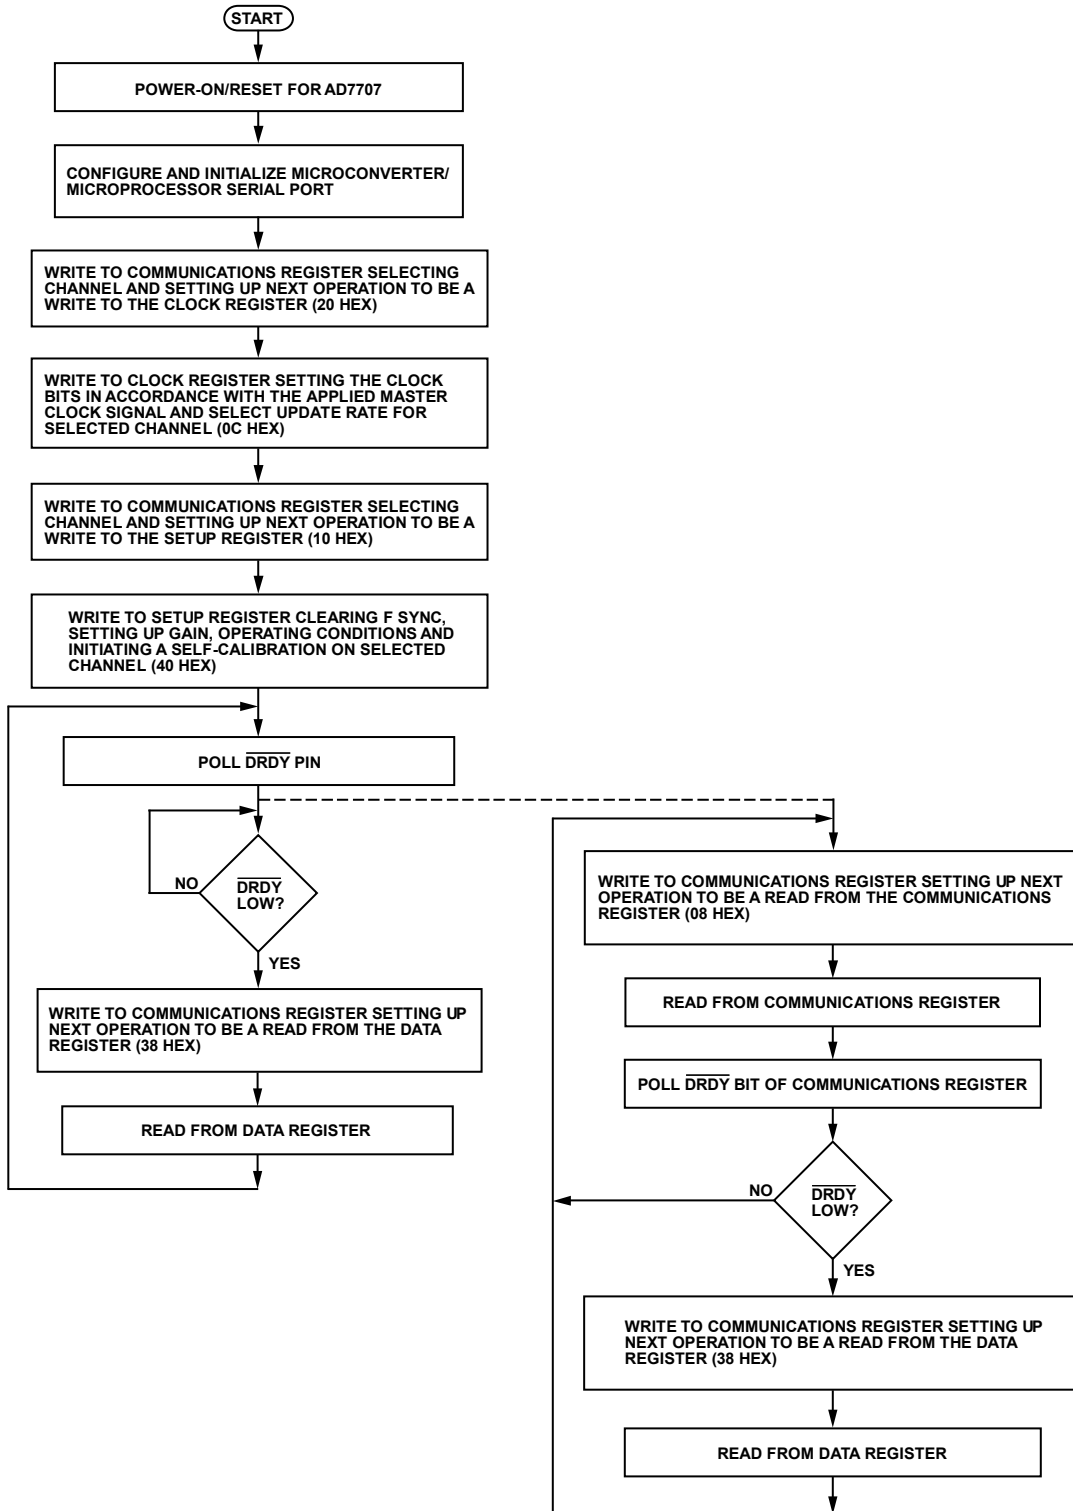 START
POWER-ON/RESET FOR AD7707
CONFIGURE AND INITIALIZE MICROCONVERTER/
MICROPROCESSOR SERIAL PORT
WRITE TO COMMUNICATIONS REGISTER SELECTING
CHANNEL AND SETTING UP NEXT OPERATION TO BE A
WRITE TO THE CLOCK REGISTER (20 HEX)
WRITE TO CLOCK REGISTER SETTING THE CLOCK
BITS IN ACCORDANCE WITH THE APPLIED MASTER
CLOCK SIGNAL AND SELECT UPDATE RATE FOR
SELECTED CHANNEL (0C HEX)
WRITE TO COMMUNICATIONS REGISTER SELECTING
CHANNEL AND SETTING UP NEXT OPERATION TO BE A
WRITE TO THE SETUP REGISTER (10 HEX)
WRITE TO SETUP REGISTER CLEARING F SYNC,
SETTING UP GAIN, OPERATING CONDITIONS AND
INITIATING A SELF-CALIBRATION ON SELECTED
CHANNEL (40 HEX)
POLL DRDY PIN
NO
DRDY
LOW?
YES
WRITE TO COMMUNICATIONS REGISTER SETTING UP
NEXT OPERATION TO BE A READ FROM THE DATA
REGISTER (38 HEX)
READ FROM DATA REGISTER
WRITE TO COMMUNICATIONS REGISTER SETTING UP NEXT
OPERATION TO BE A READ FROM THE COMMUNICATIONS
REGISTER (08 HEX)
READ FROM COMMUNICATIONS REGISTER
POLL DRDY BIT OF COMMUNICATIONS REGISTER
NO
DRDY
LOW?
YES
WRITE TO COMMUNICATIONS REGISTER SETTING UP
NEXT OPERATION TO BE A READ FROM THE DATA
REGISTER (38 HEX)
READ FROM DATA REGISTER